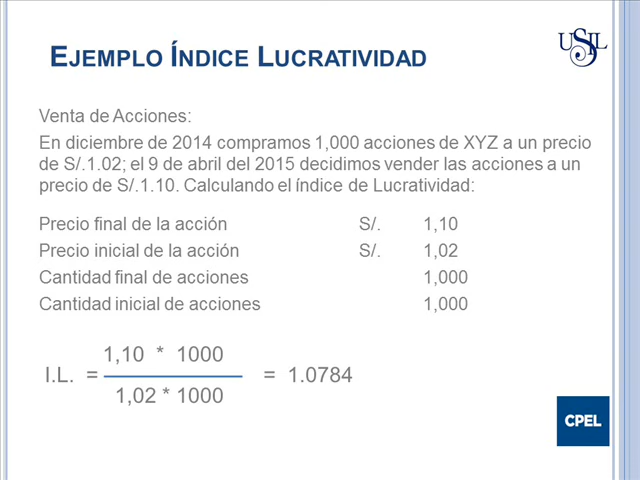 EJEMPLO ÍNDICE LUCRATIVIDAD
USIL
Venta de Acciones:
En diciembre de 2014 compramos 1,000 acciones de XYZ a un precio
de S/.1.02; el 9 de abril del 2015 decidimos vender las acciones a un
precio de S/.1.10. Calculando el índice de Lucratividad:
Precio final de la acción S/. 1,10
Precio inicial de la acción S/. 1,02
Cantidad final de acciones 1,000
Cantidad inicial de acciones 1,000
1,10 * 1000
I.L. = = 1.0784
1,02 * 1000
CPEL